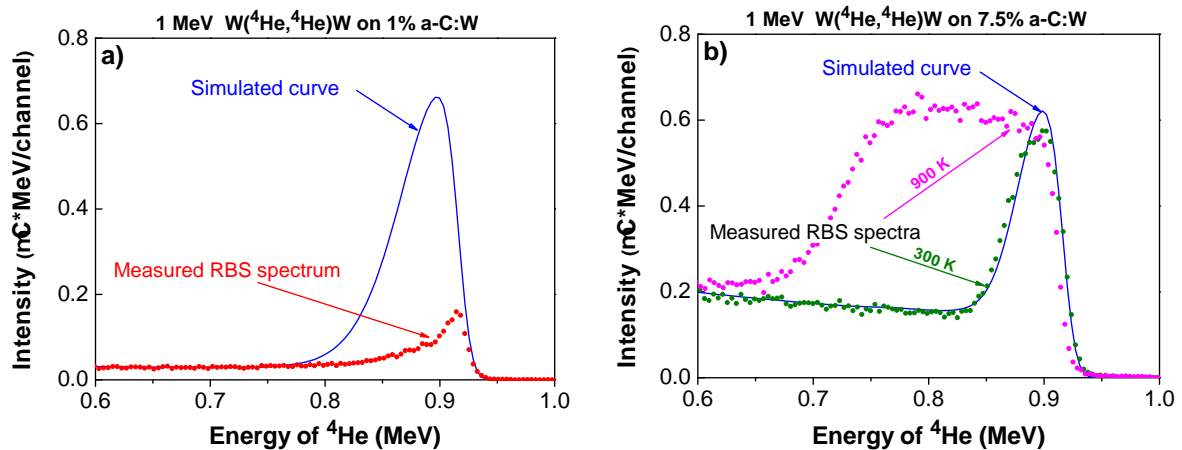 1 MeV W(⁴He,⁴He)W on 1% a-C:W
a)
Simulated curve
Measured RBS spectrum
0.8
0.6
0.4
0.2
0.0
0.6 0.7 0.8 0.9 1.0
Intensity (mC*MeV/channel)
Energy of ⁴He (MeV)
1 MeV W(⁴He,⁴He)W on 7.5% a-C:W
b)
Simulated curve
900 K
Measured RBS spectra
300 K
0.8
0.6
0.4
0.2
0.0
0.6 0.7 0.8 0.9 1.0
Intensity (mC*MeV/channel)
Energy of ⁴He (MeV)